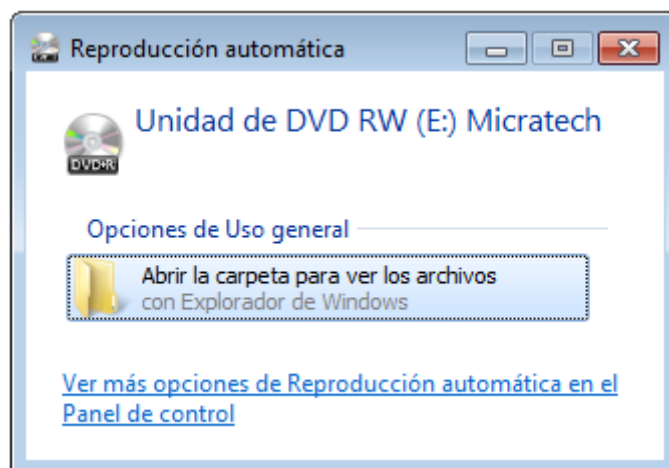 Reproducción automática
Unidad de DVD RW (E:) Micratech
DVD+R
Opciones de Uso general
Abrir la carpeta para ver los archivos
con Explorador de Windows
Ver más opciones de Reproducción automática en el
Panel de control